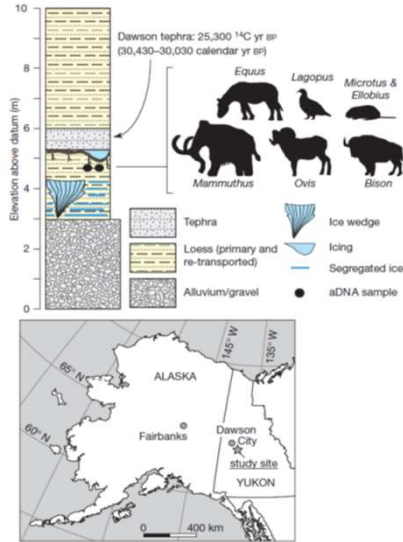 Dawson tephra: 25,300 ¹⁴C yr BP
(30,430–30,030 calendar yr BP)
Elevation above datum (m)
10
8
6
4
2
0
Equus
Lagopus
Microtus &
Ellobius
Mammuthus
Ovis
Bison
Tephra
Loess (primary and
re-transported)
Alluvium/gravel
Ice wedge
Icing
Segregated ice
aDNA sample
145° W
135° W
65° N
60° N
ALASKA
Fairbanks
Dawson
City
study site
YUKON
0 400 km